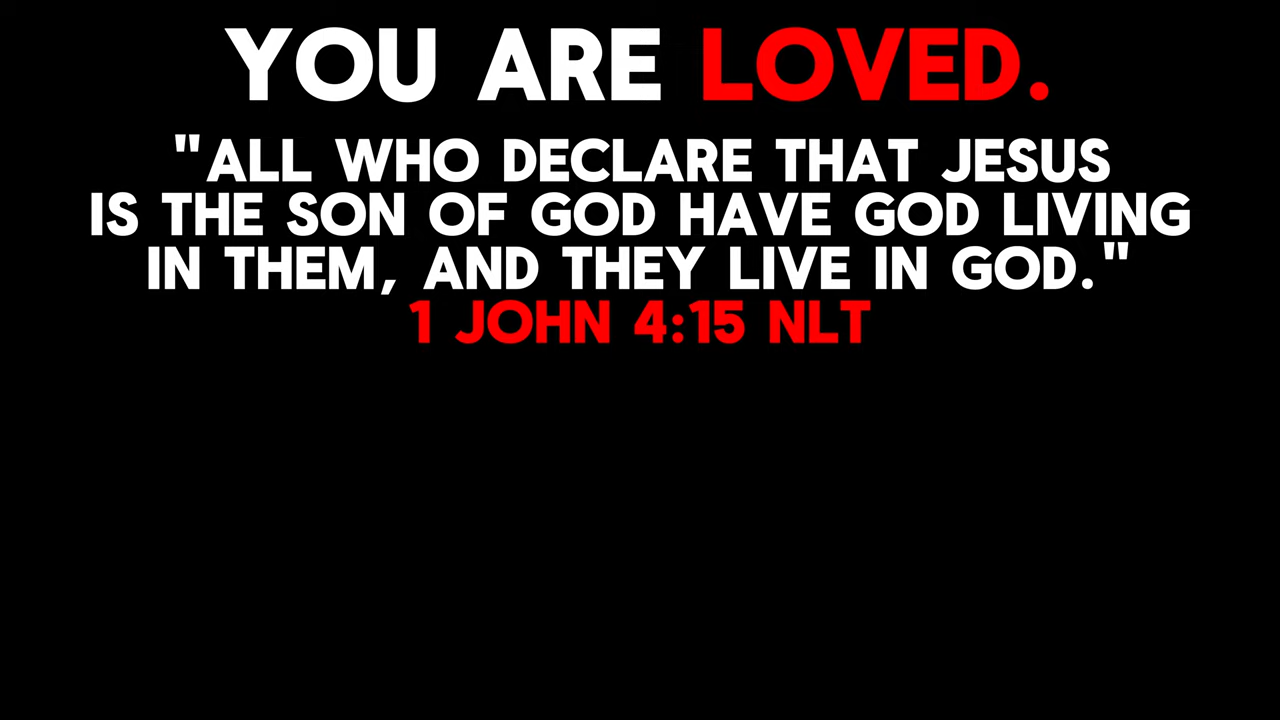 YOU ARE LOVED.
"ALL WHO DECLARE THAT JESUS
IS THE SON OF GOD HAVE GOD LIVING
IN THEM, AND THEY LIVE IN GOD."
1 JOHN 4:15 NLT